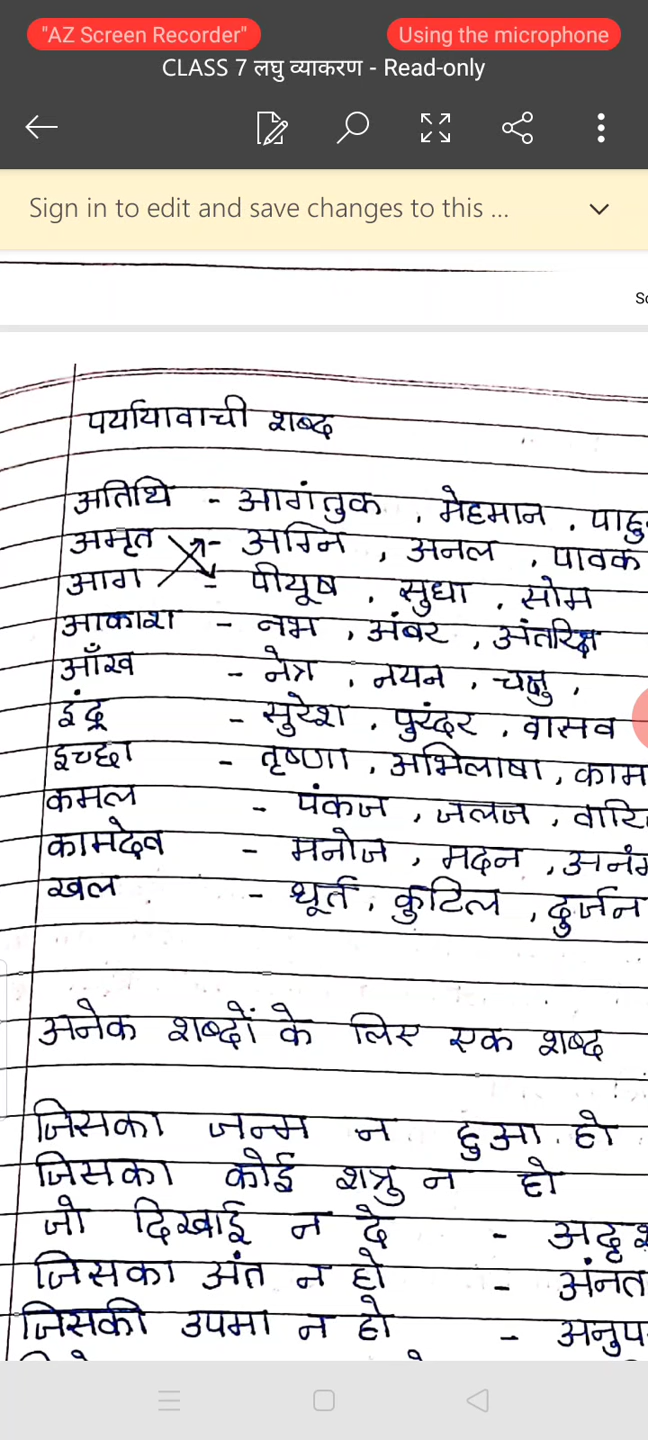 "AZ Screen Recorder" Using the microphone
CLASS 7 लघु व्याकरण - Read-only
Sign in to edit and save changes to this ...
पर्यायवाची शब्द
अतिथि - आगंतुक , मेहमान , पाहु
अमृत - अग्नि , अनल , पावक
आग - पीयूष , सुधा , सोम
आकाश - नभ , अंबर , अंतरिक्ष
आँख - नेत्र , नयन , चक्षु ,
इंद्र - सुरेश , पुरंदर , वासव
इच्छा - तृष्णा , अभिलाषा , काम
कमल - पंकज , जलज , वारि
कामदेव - मनोज , मदन , अनंग
खल - धूर्त , कुटिल , दुर्जन
अनेक शब्दों के लिए एक शब्द
जिसका जन्म न हुआ हो
जिसका कोई शत्रु न हो
जो दिखाई न दे - अदृश
जिसका अंत न हो - अंनत
जिसकी उपमा न हो - अनुप